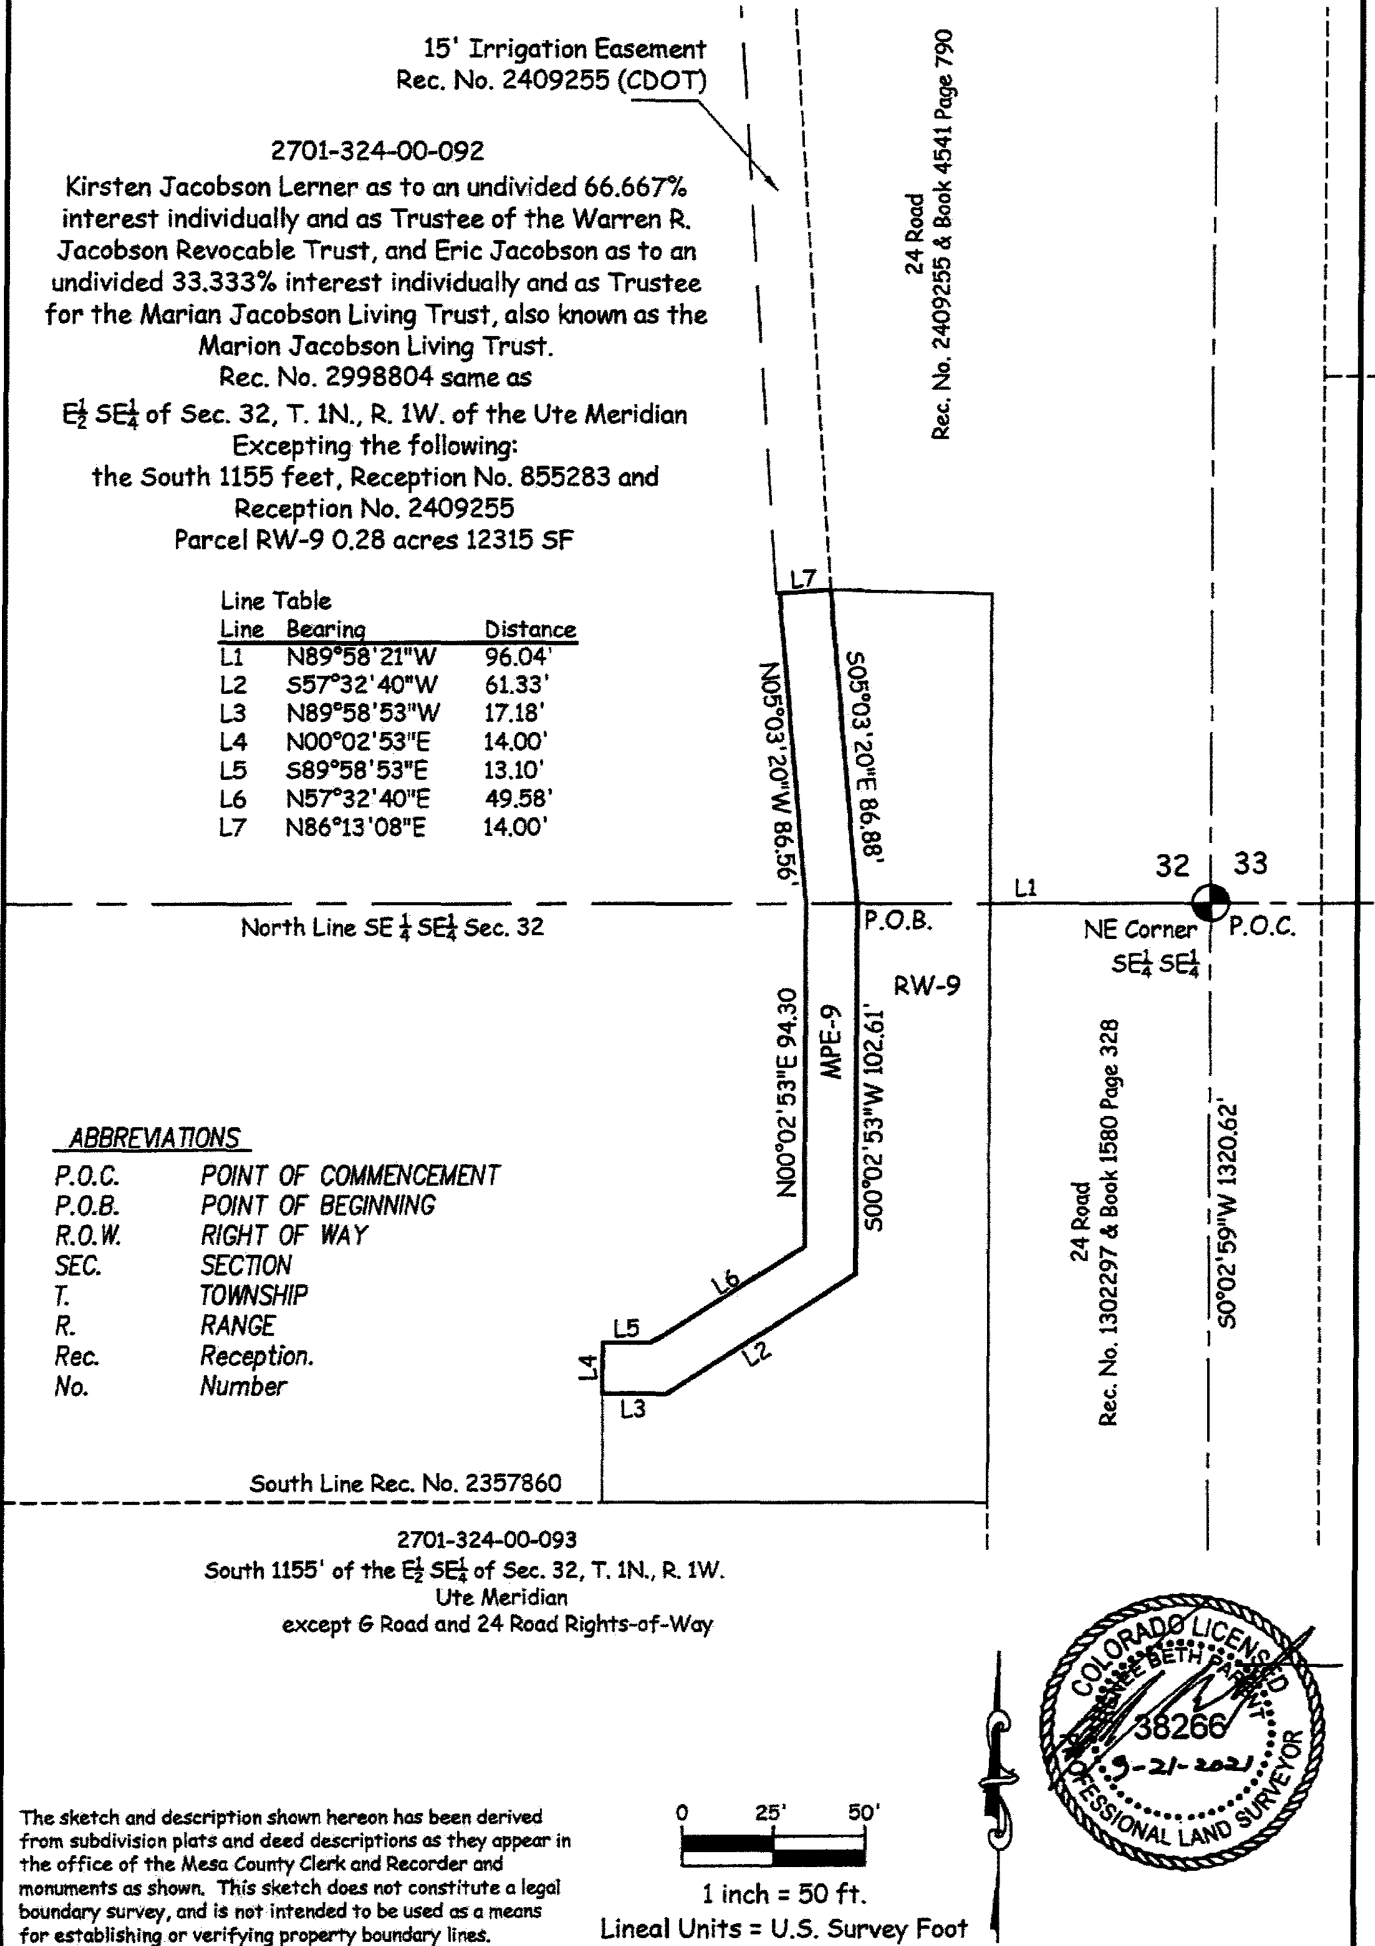 15' Irrigation Easement
Rec. No. 2409255 (CDOT)
24 Road
Rec. No. 2409255 & Book 4541 Page 790
2701-324-00-092
Kirsten Jacobson Lerner as to an undivided 66.667%
interest individually and as Trustee of the Warren R.
Jacobson Revocable Trust, and Eric Jacobson as to an
undivided 33.333% interest individually and as Trustee
for the Marian Jacobson Living Trust, also known as the
Marion Jacobson Living Trust.
Rec. No. 2998804 same as
E½ SE¼ of Sec. 32, T. 1N., R. 1W. of the Ute Meridian
Excepting the following:
the South 1155 feet, Reception No. 855283 and
Reception No. 2409255
Parcel RW-9 0.28 acres 12315 SF
Line Table
Line Bearing Distance
L1 N89°58'21"W 96.04'
L2 S57°32'40"W 61.33'
L3 N89°58'53"W 17.18'
L4 N00°02'53"E 14.00'
L5 S89°58'53"E 13.10'
L6 N57°32'40"E 49.58'
L7 N86°13'08"E 14.00'
L7
N05°03'20"W 86.56'
S05°03'20"E 86.88'
32 33
L1
North Line SE ¼ SE¼ Sec. 32
P.O.B.
NE Corner
SE¼ SE¼
P.O.C.
RW-9
MPE-9
N00°02'53"E 94.30
S00°02'53"W 102.61'
24 Road
Rec. No. 1302297 & Book 1580 Page 328
S0°02'59"W 1320.62'
ABBREVIATIONS
P.O.C. POINT OF COMMENCEMENT
P.O.B. POINT OF BEGINNING
R.O.W. RIGHT OF WAY
SEC. SECTION
T. TOWNSHIP
R. RANGE
Rec. Reception.
No. Number
L6
L5
L4
L2
L3
South Line Rec. No. 2357860
2701-324-00-093
South 1155' of the E½ SE¼ of Sec. 32, T. 1N., R. 1W.
Ute Meridian
except G Road and 24 Road Rights-of-Way
COLORADO LICENSED
RENEE BETH PARENT
38266
9-21-2021
PROFESSIONAL LAND SURVEYOR
The sketch and description shown hereon has been derived
from subdivision plats and deed descriptions as they appear in
the office of the Mesa County Clerk and Recorder and
monuments as shown. This sketch does not constitute a legal
boundary survey, and is not intended to be used as a means
for establishing or verifying property boundary lines.
0 25' 50'
1 inch = 50 ft.
Lineal Units = U.S. Survey Foot